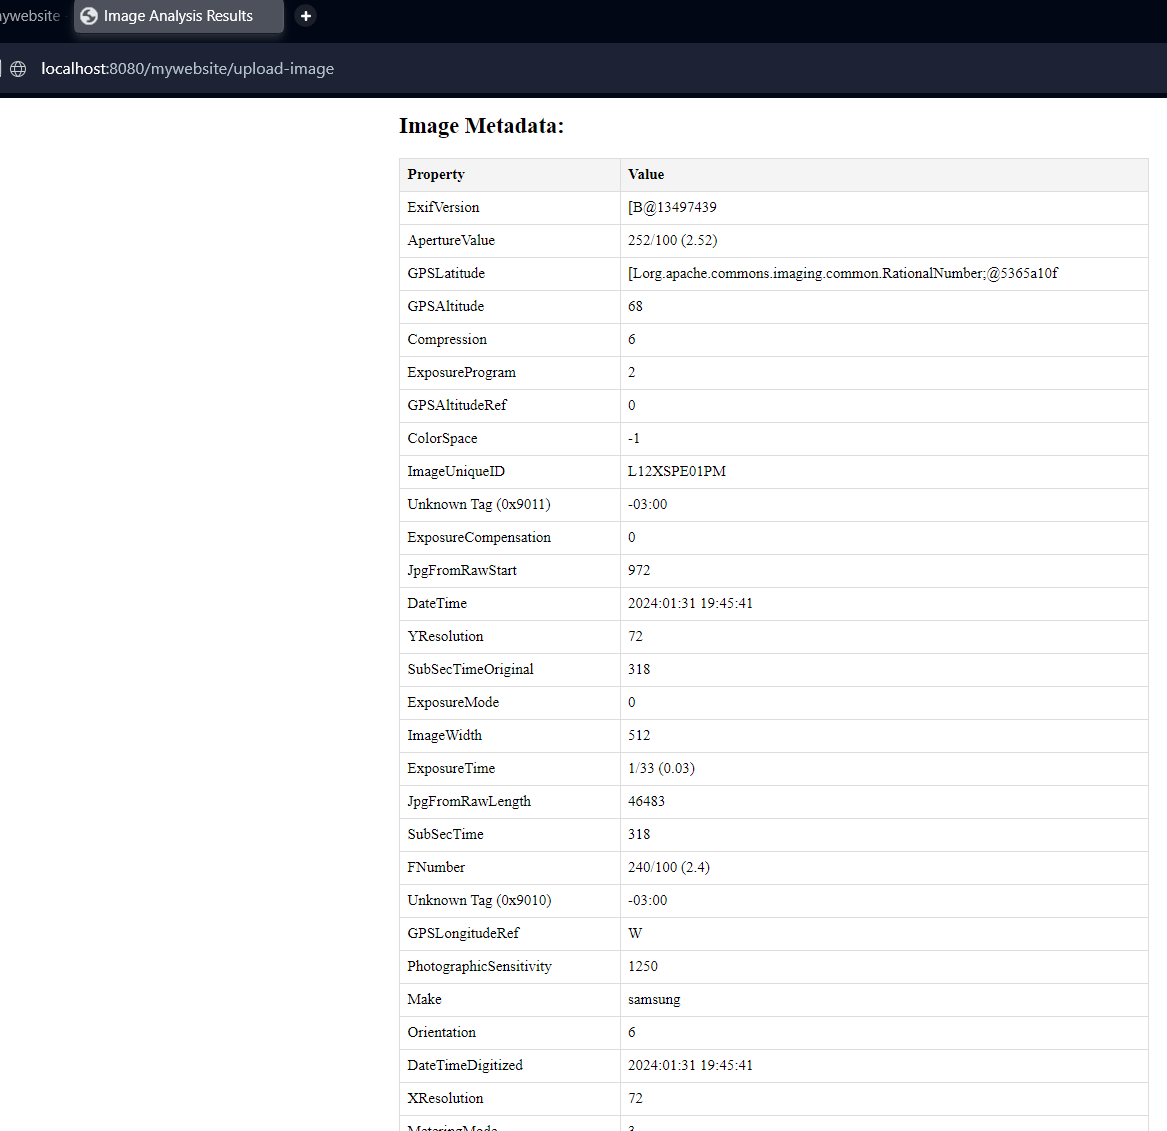 mywebsite
Image Analysis Results
localhost:8080/mywebsite/upload-image
Image Metadata:
Property Value
ExifVersion [B@13497439
ApertureValue 252/100 (2.52)
GPSLatitude [Lorg.apache.commons.imaging.common.RationalNumber;@5365a10f
GPSAltitude 68
Compression 6
ExposureProgram 2
GPSAltitudeRef 0
ColorSpace -1
ImageUniqueID L12XSPE01PM
Unknown Tag (0x9011) -03:00
ExposureCompensation 0
JpgFromRawStart 972
DateTime 2024:01:31 19:45:41
YResolution 72
SubSecTimeOriginal 318
ExposureMode 0
ImageWidth 512
ExposureTime 1/33 (0.03)
JpgFromRawLength 46483
SubSecTime 318
FNumber 240/100 (2.4)
Unknown Tag (0x9010) -03:00
GPSLongitudeRef W
PhotographicSensitivity 1250
Make samsung
Orientation 6
DateTimeDigitized 2024:01:31 19:45:41
XResolution 72
MeteringMode 3